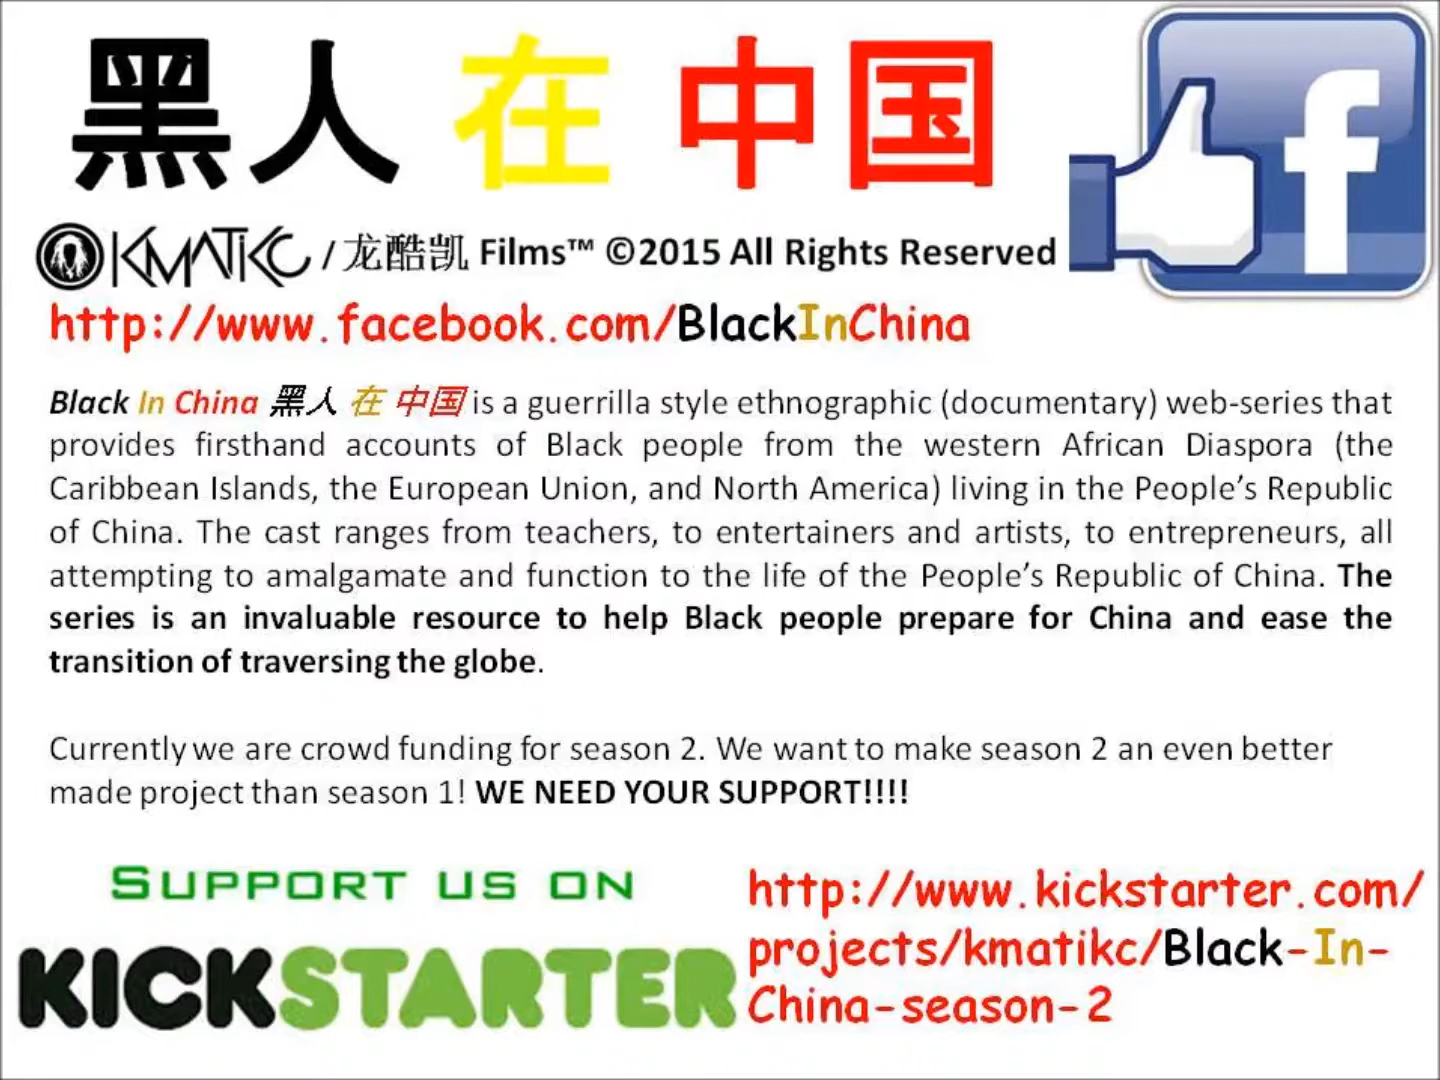 黑人 在 中国
KMATiKC / 龙酷凯 Films™ ©2015 All Rights Reserved
f
http://www.facebook.com/BlackInChina
Black In China 黑人 在 中国 is a guerrilla style ethnographic (documentary) web-series that
provides firsthand accounts of Black people from the western African Diaspora (the
Caribbean Islands, the European Union, and North America) living in the People’s Republic
of China. The cast ranges from teachers, to entertainers and artists, to entrepreneurs, all
attempting to amalgamate and function to the life of the People’s Republic of China. The
series is an invaluable resource to help Black people prepare for China and ease the
transition of traversing the globe.
Currently we are crowd funding for season 2. We want to make season 2 an even better
made project than season 1! WE NEED YOUR SUPPORT!!!!
SUPPORT US ON
KICKSTARTER
http://www.kickstarter.com/
projects/kmatikc/Black-In-
China-season-2